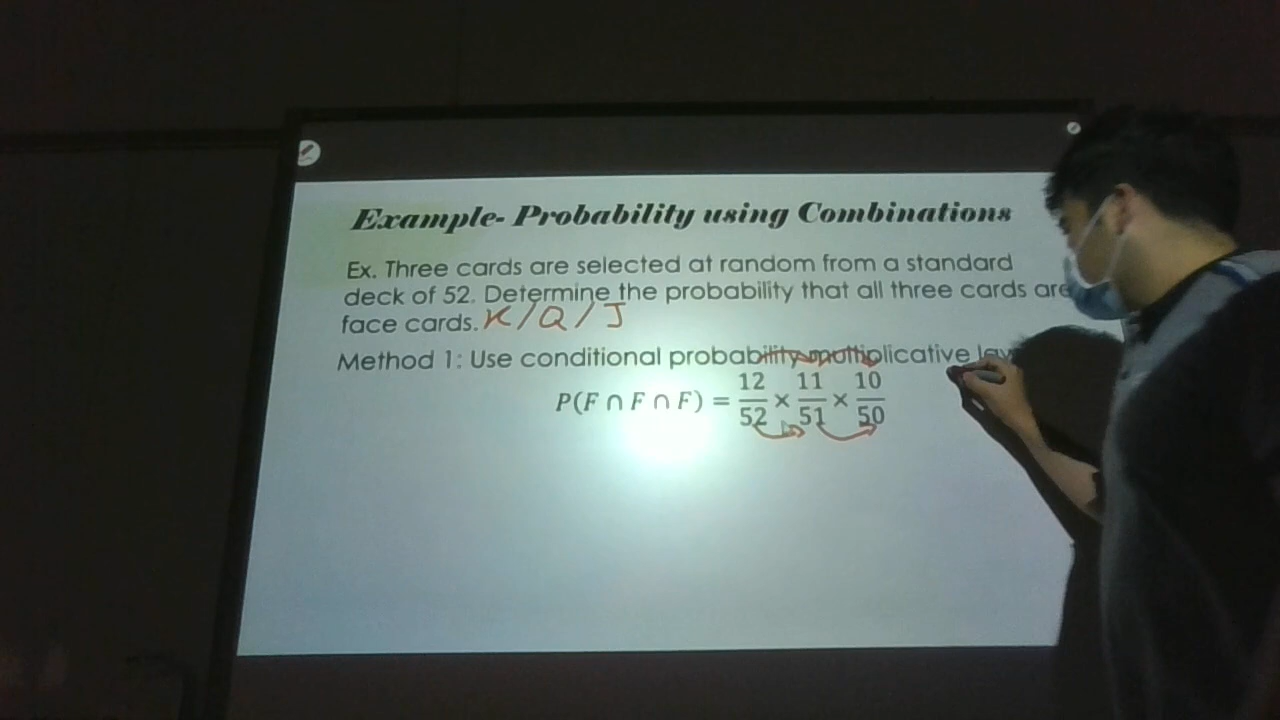 Example- Probability using Combinations
Ex. Three cards are selected at random from a standard
deck of 52. Determine the probability that all three cards are
face cards. K/Q/J
Method 1: Use conditional probability multiplicative law
P(F ∩ F ∩ F) = 12/52 × 11/51 × 10/50